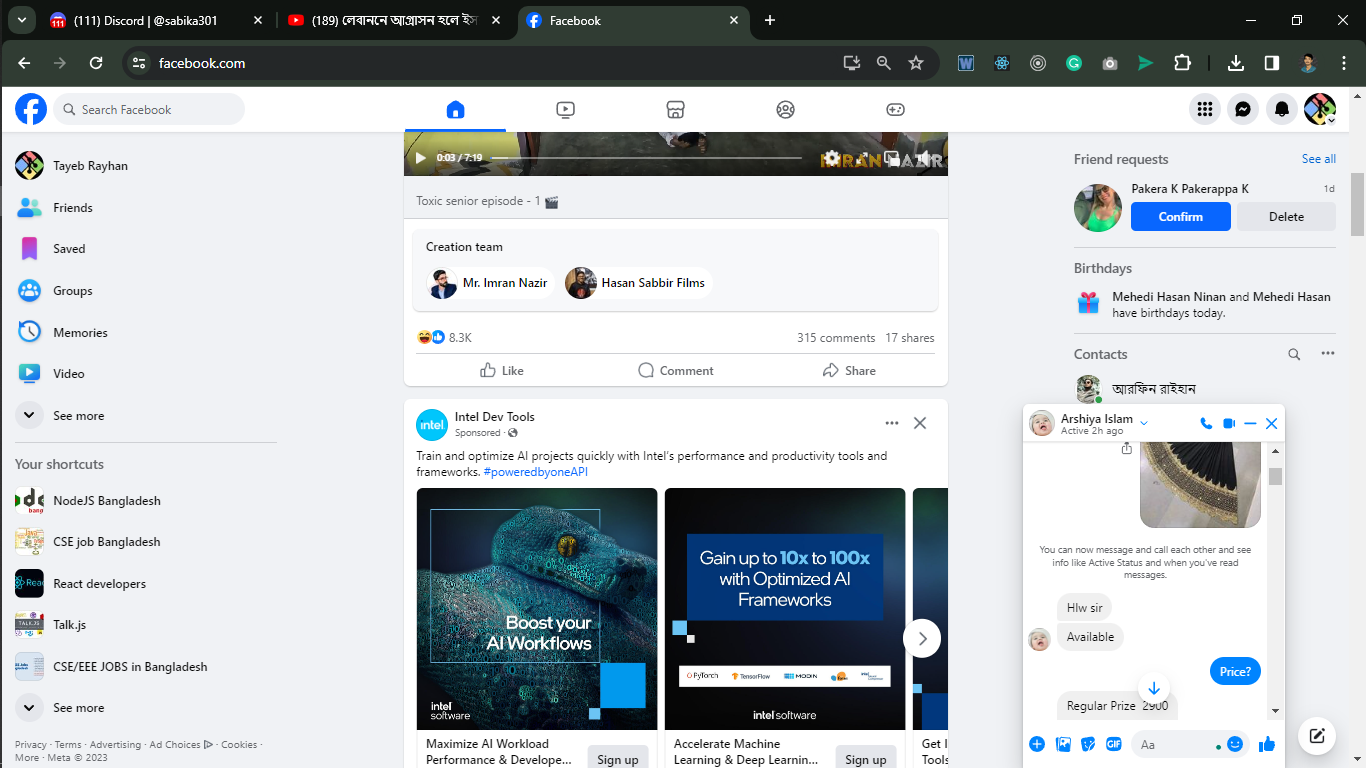 (111) Discord | @sabika301
(189) লেবাননে আগ্রাসন হলে ইস
Facebook
facebook.com
Search Facebook
Tayeb Rayhan
Friends
Saved
Groups
Memories
Video
See more
Your shortcuts
NodeJS Bangladesh
CSE job Bangladesh
React developers
Talk.js
CSE/EEE JOBS in Bangladesh
See more
Privacy · Terms · Advertising · Ad Choices · Cookies ·
More · Meta © 2023
0:03 / 7:19
IMRAN NAZIR
Toxic senior episode - 1
Creation team
Mr. Imran Nazir
Hasan Sabbir Films
8.3K
315 comments 17 shares
Like
Comment
Share
intel
Intel Dev Tools
Sponsored ·
Train and optimize AI projects quickly with Intel's performance and productivity tools and
frameworks. #poweredbyoneAPI
Boost your
AI Workflows
intel
software
Gain up to 10x to 100x
with Optimized AI
Frameworks
PyTorch
TensorFlow
MODIN
intel software
Maximize AI Workload
Performance & Develope...
Sign up
Accelerate Machine
Learning & Deep Learnin...
Sign up
Get I
Tools
Friend requests
See all
Pakera K Pakerappa K
1d
Confirm
Delete
Birthdays
Mehedi Hasan Ninan and Mehedi Hasan
have birthdays today.
Contacts
আরফিন রাইহান
Arshiya Islam
Active 2h ago
You can now message and call each other and see
info like Active Status and when you've read
messages.
Hlw sir
Available
Price?
Regular Prize 2900
GIF
Aa